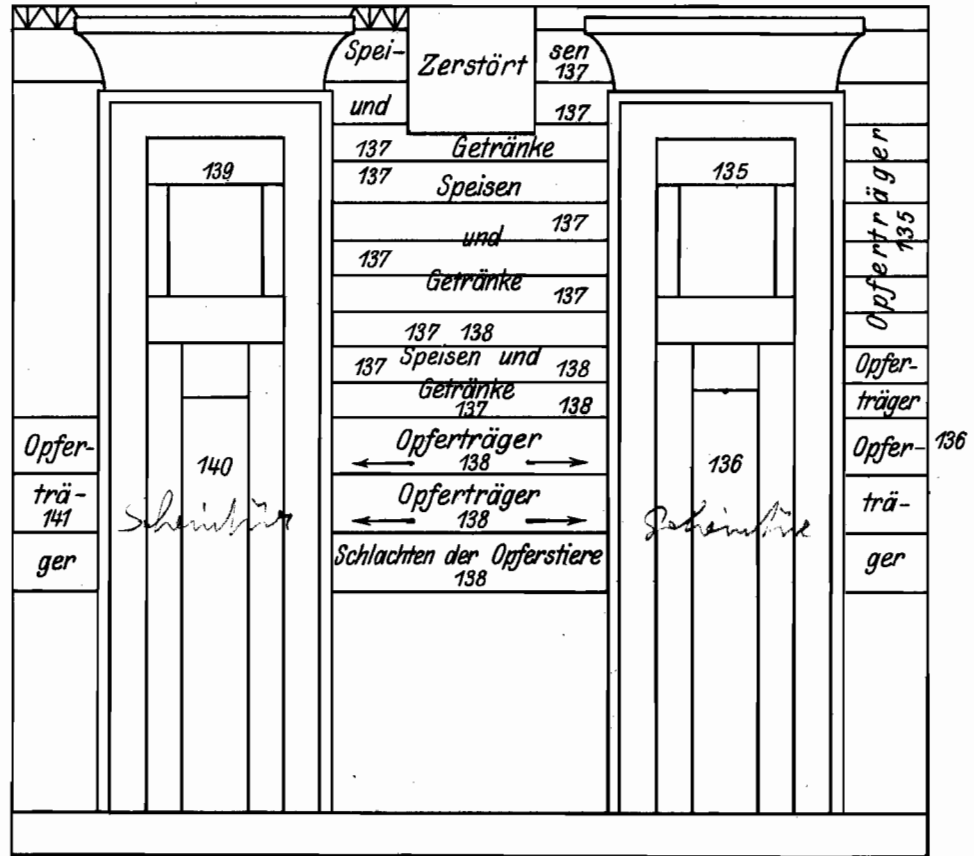 Spei- Zerstört sen
137
und 137
137 Getränke
139
137 Speisen
135
Opferträger
135
137
und
137
Getränke
137
137 138
137 Speisen und 138
Opfer-
Getränke
137 138
träger
Opfer-
Opferträger
138
140
136
Opfer- 136
trä-
141
Opferträger
138
trä-
Scheintür
Scheintüre
ger
Schlachten der Opferstiere
138
ger